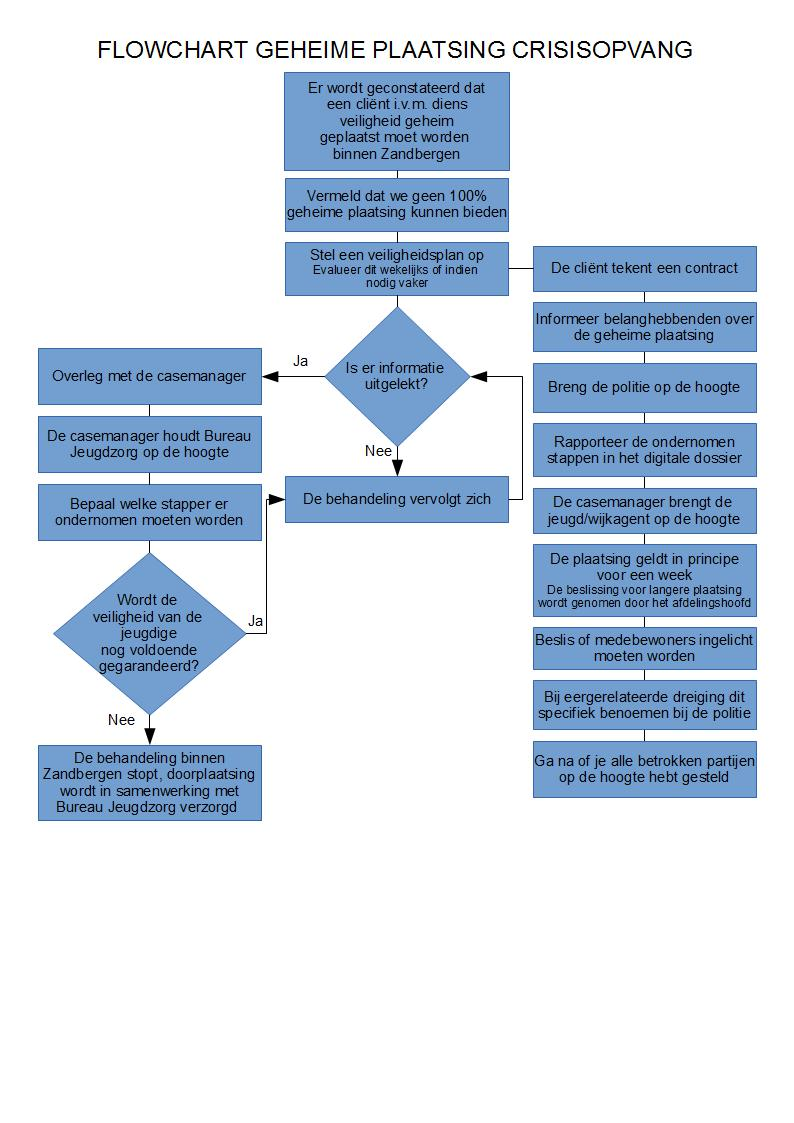 FLOWCHART GEHEIME PLAATSING CRISISOPVANG
Er wordt geconstateerd dat
een cliënt i.v.m. diens
veiligheid geheim
geplaatst moet worden
binnen Zandbergen
Vermeld dat we geen 100%
geheime plaatsing kunnen bieden
Stel een veiligheidsplan op
Evalueer dit wekelijks of indien
nodig vaker
De cliënt tekent een contract
Informeer belanghebbenden over
de geheime plaatsing
Breng de politie op de hoogte
Rapporteer de ondernomen
stappen in het digitale dossier
De casemanager brengt de
jeugd/wijkagent op de hoogte
De plaatsing geldt in principe
voor een week
De beslissing voor langere plaatsing
wordt genomen door het afdelingshoofd
Beslis of medebewoners ingelicht
moeten worden
Bij eergerelateerde dreiging dit
specifiek benoemen bij de politie
Ga na of je alle betrokken partijen
op de hoogte hebt gesteld
Is er informatie
uitgelekt?
Ja
Nee
De behandeling vervolgt zich
Overleg met de casemanager
De casemanager houdt Bureau
Jeugdzorg op de hoogte
Bepaal welke stapper er
ondernomen moeten worden
Wordt de
veiligheid van de
jeugdige
nog voldoende
gegarandeerd?
Ja
Nee
De behandeling binnen
Zandbergen stopt, doorplaatsing
wordt in samenwerking met
Bureau Jeugdzorg verzorgd